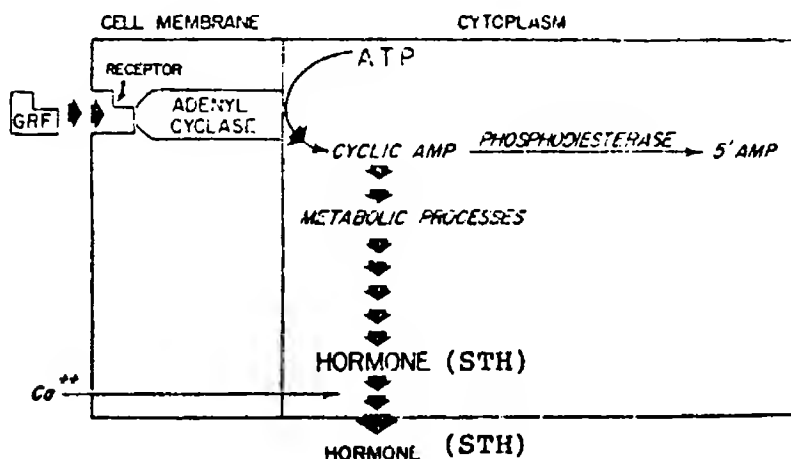 CELL MEMBRANE CYTOPLASM
RECEPTOR
ATP
GRF
ADENYL
CYCLASE
CYCLIC AMP PHOSPHODIESTERASE 5' AMP
METABOLIC PROCESSES
HORMONE (STH)
Ca++
HORMONE (STH)